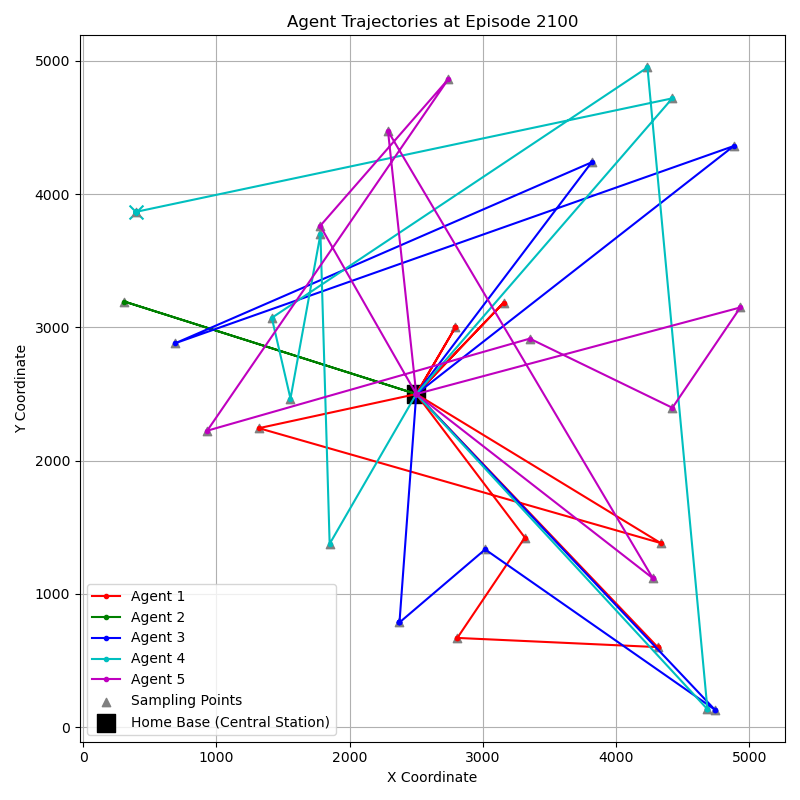 Agent Trajectories at Episode 2100
Y Coordinate
5000
4000
3000
2000
1000
0
Agent 1
Agent 2
Agent 3
Agent 4
Agent 5
Sampling Points
Home Base (Central Station)
0 1000 2000 3000 4000 5000
X Coordinate